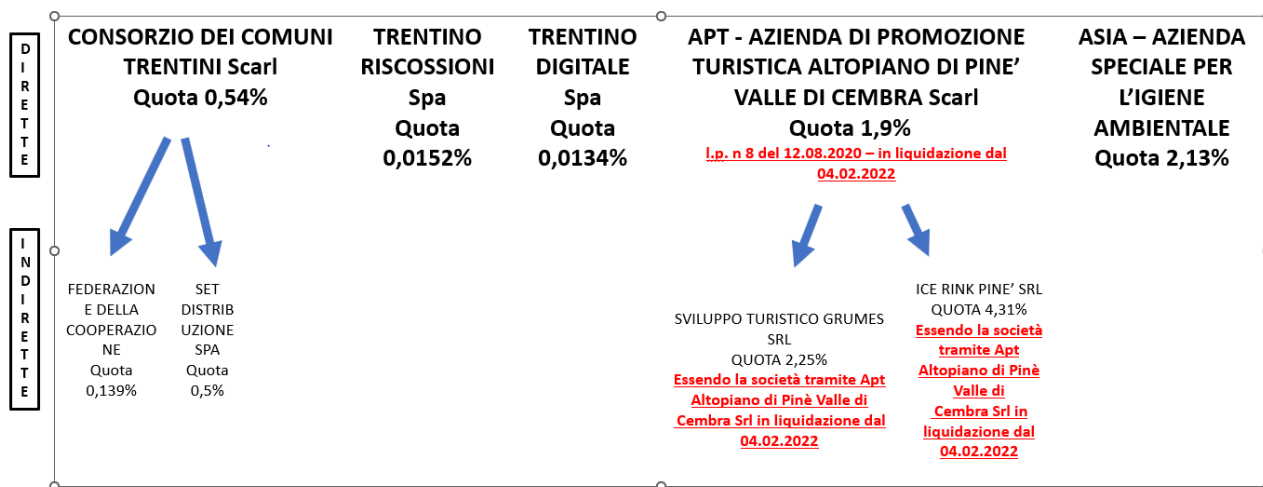 DIRETTE
CONSORZIO DEI COMUNI
TRENTINI Scarl
Quota 0,54%
TRENTINO
RISCOSSIONI
Spa
Quota
0,0152%
TRENTINO
DIGITALE
Spa
Quota
0,0134%
APT - AZIENDA DI PROMOZIONE
TURISTICA ALTOPIANO DI PINE’
VALLE DI CEMBRA Scarl
Quota 1,9%
l.p. n 8 del 12.08.2020 – in liquidazione dal
04.02.2022
ASIA – AZIENDA
SPECIALE PER
L’IGIENE
AMBIENTALE
Quota 2,13%
INDIRETTE
FEDERAZION
E DELLA
COOPERAZIO
NE
Quota
0,139%
SET
DISTRIB
UZIONE
SPA
Quota
0,5%
SVILUPPO TURISTICO GRUMES
SRL
QUOTA 2,25%
Essendo la società tramite Apt
Altopiano di Pinè Valle di
Cembra Srl in liquidazione dal
04.02.2022
ICE RINK PINE’ SRL
QUOTA 4,31%
Essendo la società
tramite Apt
Altopiano di Pinè
Valle di
Cembra Srl in
liquidazione dal
04.02.2022